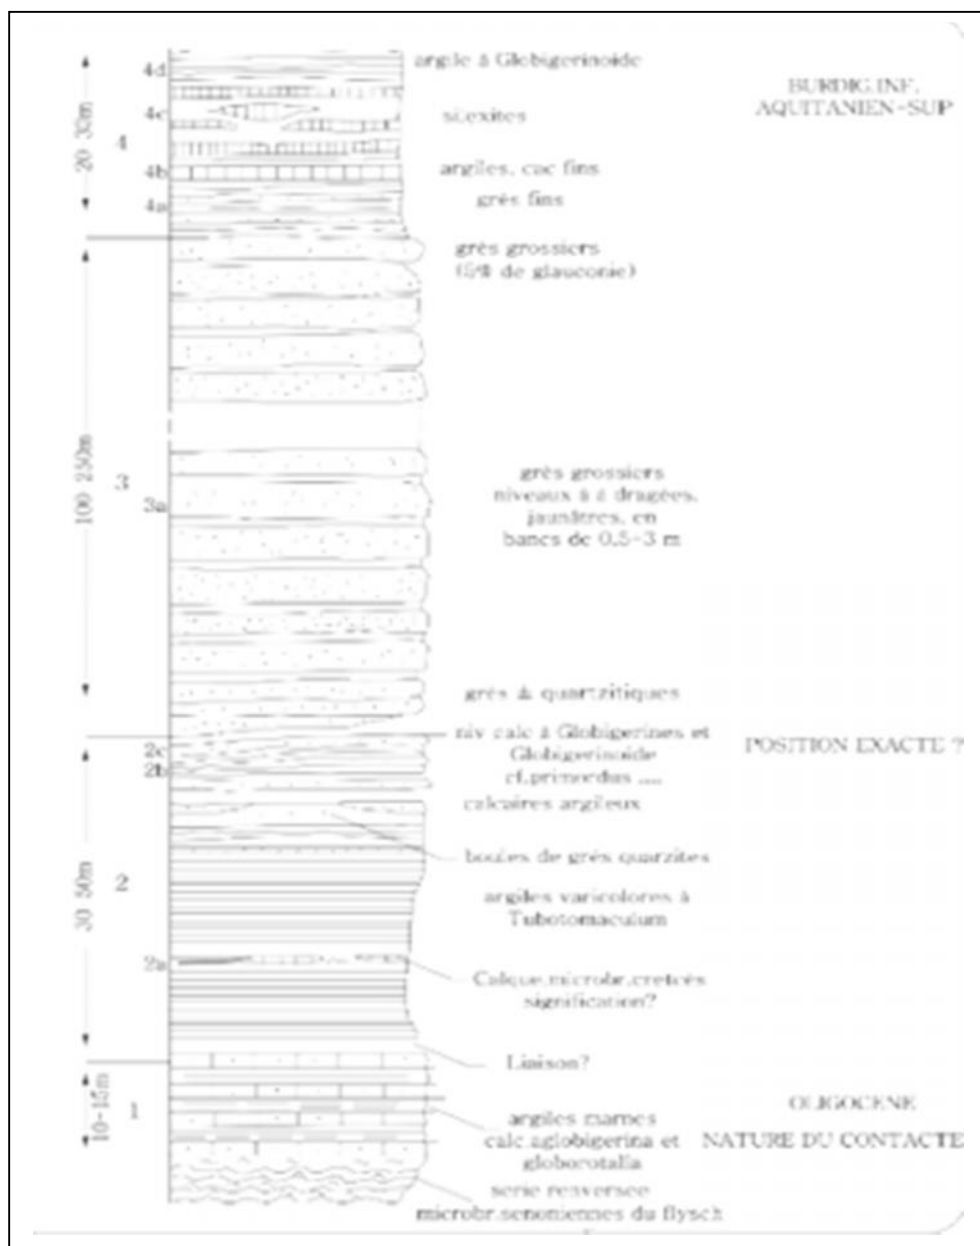 argile à Globigerinoide
4d
BURDIG.INF.
AQUITANIEN-SUP
4c
silexites
20 30m
4
4b
argiles, cac fins
4a
grès fins
grès grossiers
(5% de glauconie)
100 250m
3
3a
grès grossiers
niveaux à à dragées,
jaunâtres, en
bancs de 0.5-3 m
grès à quartzitiques
niv calc à Globigerines et
Globigerinoide
cf.primordus ....
POSITION EXACTE ?
2c
2b
calcaires argileux
boules de grès quarzites
30 50m
2
argiles varicolores à
Tubotomaculum
2a
Calque.microbr.cretcés
signification?
Liaison?
10-15m
1
OLIGOCENE
argiles marnes
calc.aglobigerina et
globorotalia
NATURE DU CONTACTE
serie renversee
microbr.senoniennes du flysch